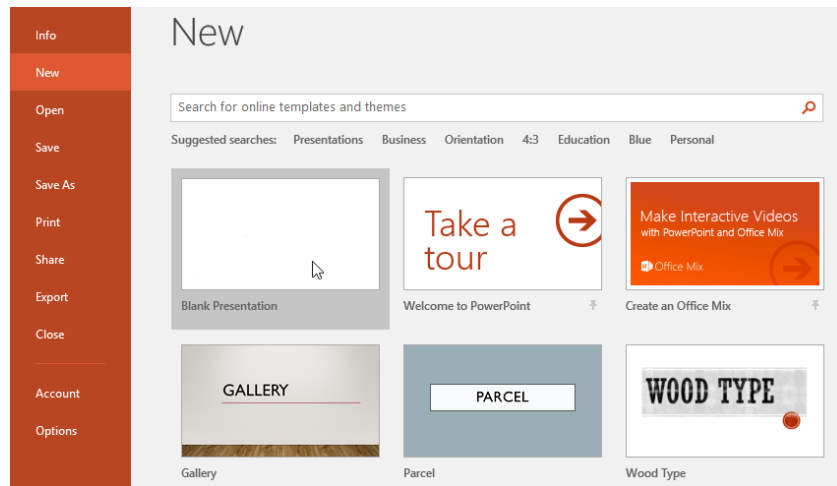 Info
New
Open
Save
Save As
Print
Share
Export
Close
Account
Options
New
Search for online templates and themes
Suggested searches: Presentations Business Orientation 4:3 Education Blue Personal
Take a
tour
Make Interactive Videos
with PowerPoint and Office Mix
Office Mix
Blank Presentation
Welcome to PowerPoint
Create an Office Mix
GALLERY
PARCEL
WOOD TYPE
Gallery
Parcel
Wood Type